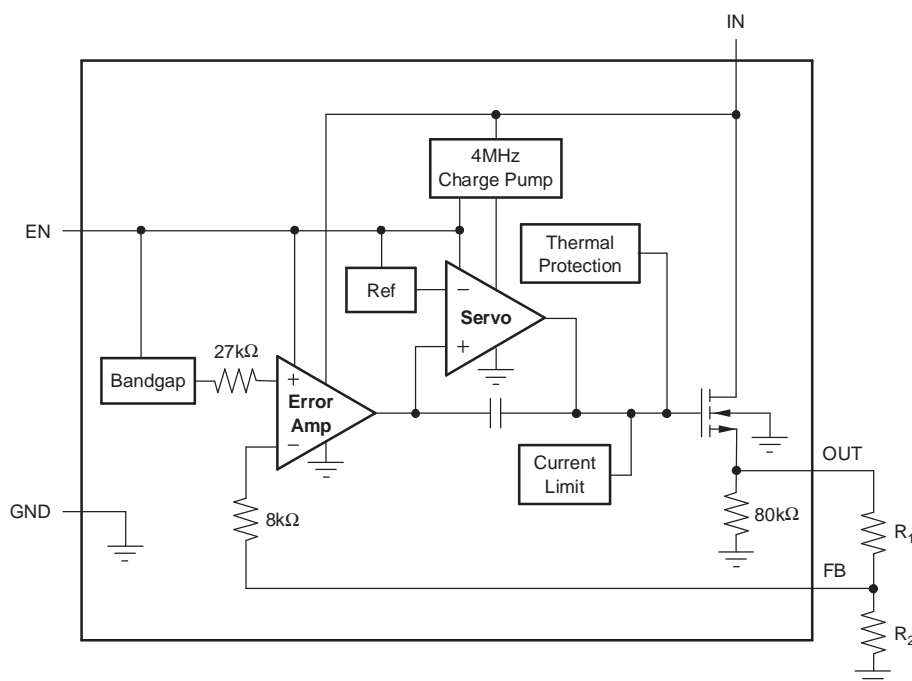 IN
4MHz
Charge Pump
EN
Thermal
Protection
Ref
−
Servo
+
27kΩ
Bandgap
+
Error
Amp
−
Current
Limit
OUT
GND
8kΩ
80kΩ
R1
FB
R2